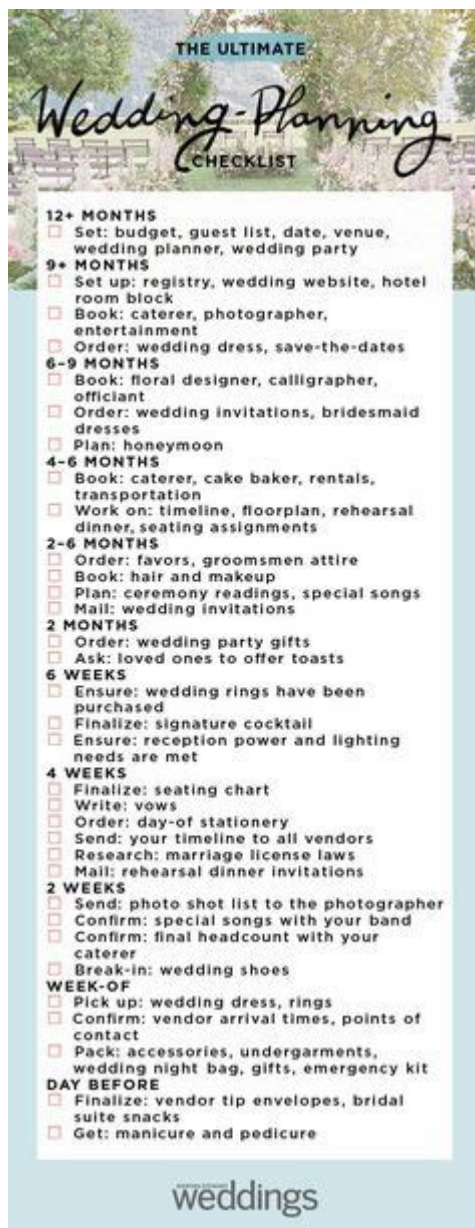 THE ULTIMATE
Wedding-Planning
CHECKLIST
12+ MONTHS
Set: budget, guest list, date, venue,
wedding planner, wedding party
9+ MONTHS
Set up: registry, wedding website, hotel
room block
Book: caterer, photographer,
entertainment
Order: wedding dress, save-the-dates
6-9 MONTHS
Book: floral designer, calligrapher,
officiant
Order: wedding invitations, bridesmaid
dresses
Plan: honeymoon
4-6 MONTHS
Book: caterer, cake baker, rentals,
transportation
Work on: timeline, floorplan, rehearsal
dinner, seating assignments
2-6 MONTHS
Order: favors, groomsmen attire
Book: hair and makeup
Plan: ceremony readings, special songs
Mail: wedding invitations
2 MONTHS
Order: wedding party gifts
Ask: loved ones to offer toasts
6 WEEKS
Ensure: wedding rings have been
purchased
Finalize: signature cocktail
Ensure: reception power and lighting
needs are met
4 WEEKS
Finalize: seating chart
Write: vows
Order: day-of stationery
Send: your timeline to all vendors
Research: marriage license laws
Mail: rehearsal dinner invitations
2 WEEKS
Send: photo shot list to the photographer
Confirm: special songs with your band
Confirm: final headcount with your
caterer
Break-in: wedding shoes
WEEK-OF
Pick up: wedding dress, rings
Confirm: vendor arrival times, points of
contact
Pack: accessories, undergarments,
wedding night bag, gifts, emergency kit
DAY BEFORE
Finalize: vendor tip envelopes, bridal
suite snacks
Get: manicure and pedicure
weddings